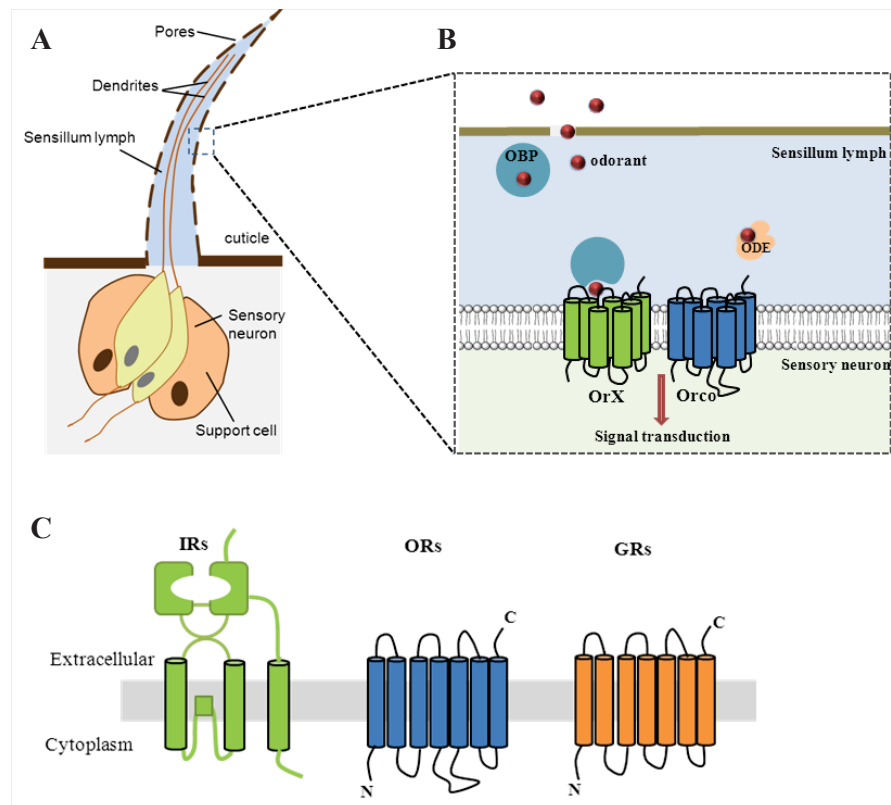 A
Pores
Dendrites
Sensillum lymph
cuticle
Sensory
neuron
Support cell
B
OBP
odorant
Sensillum lymph
ODE
Sensory neuron
OrX
Orco
Signal transduction
C
IRs
ORs
GRs
C
C
Extracellular
Cytoplasm
N
N